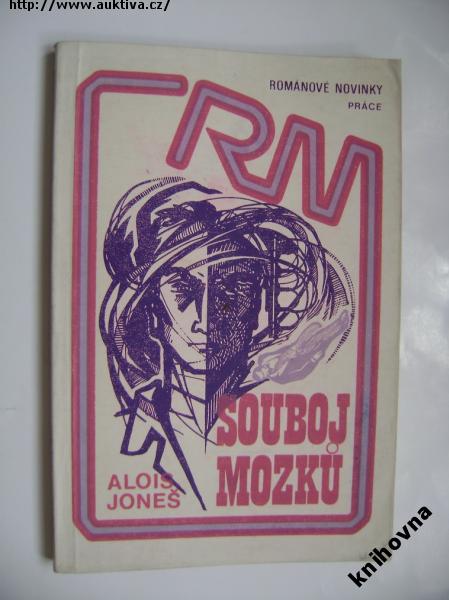 http://www.auktiva.cz/
RN
ROMÁNOVÉ NOVINKY
PRÁCE
SOUBOJ
MOZKŮ
ALOIS
JONEŠ
knihovna